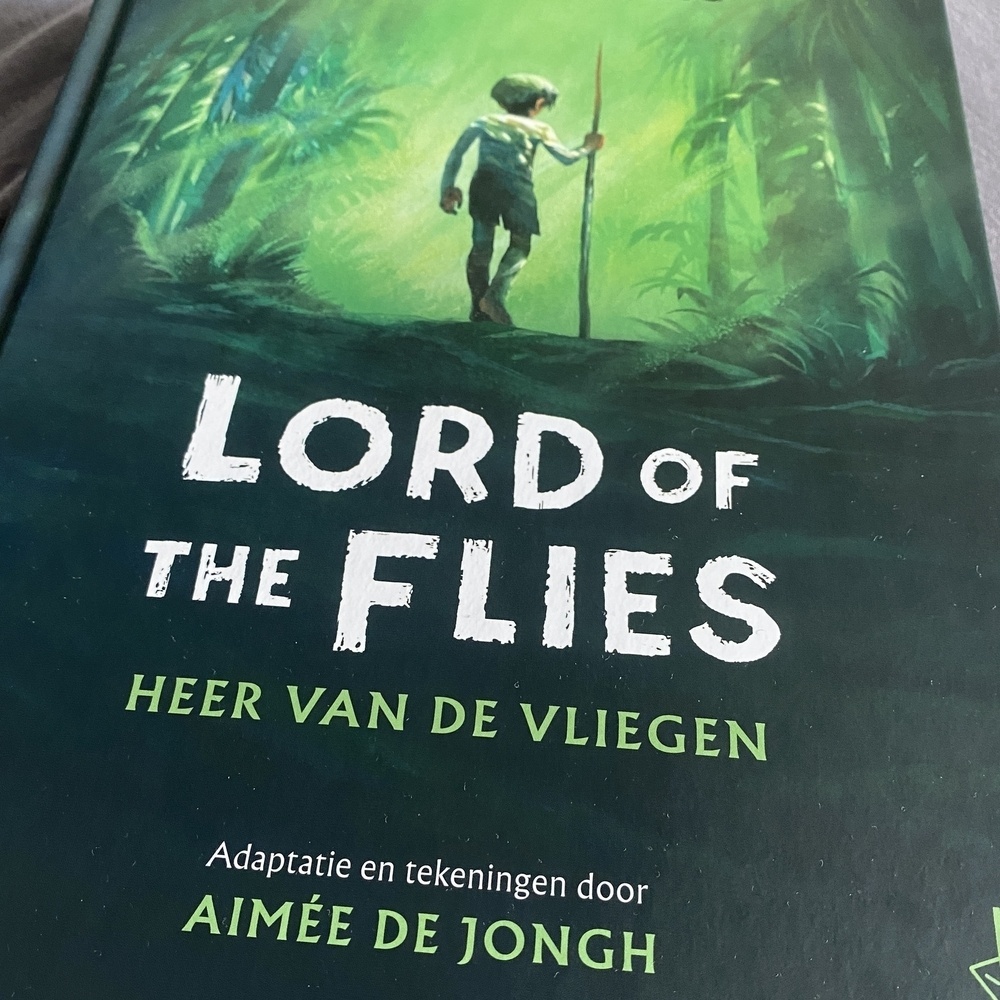 LORD OF
THE FLIES
HEER VAN DE VLIEGEN
Adaptatie en tekeningen door
AIMÉE DE JONGH